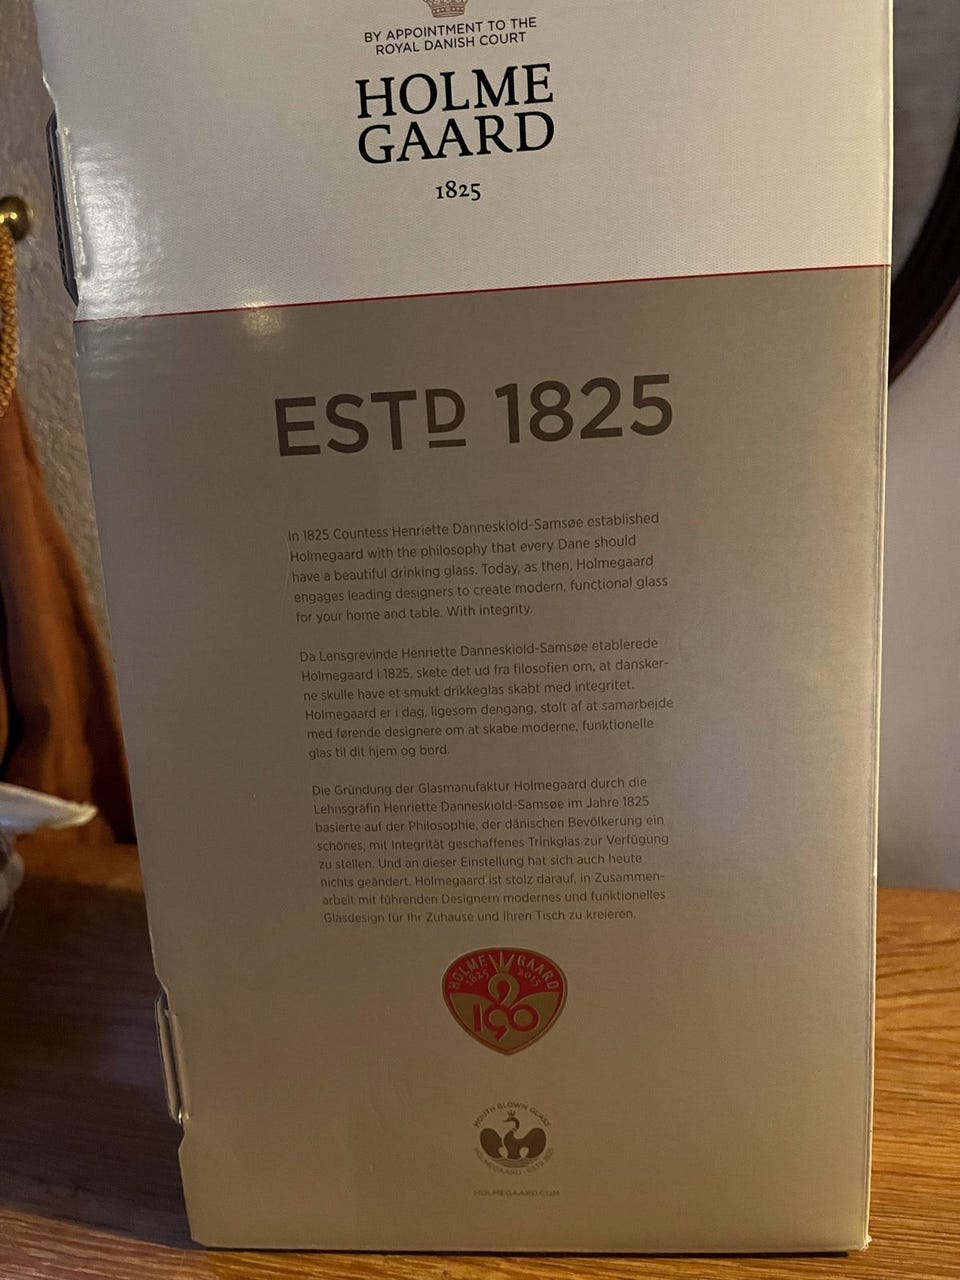 BY APPOINTMENT TO THE
ROYAL DANISH COURT
HOLME
GAARD
1825
ESTD 1825
In 1825 Countess Henriette Danneskiold-Samsøe established
Holmegaard with the philosophy that every Dane should
have a beautiful drinking glass. Today, as then, Holmegaard
engages leading designers to create modern, functional glass
for your home and table. With integrity.
Da Lensgrevinde Henriette Danneskiold-Samsøe etablerede
Holmegaard i 1825, skete det ud fra filosofien om, at dansker-
ne skulle have et smukt drikkeglas skabt med integritet.
Holmegaard er i dag, ligesom dengang, stolt af at samarbejde
med førende designere om at skabe moderne, funktionelle
glas til dit hjem og bord.
Die Gründung der Glasmanufaktur Holmegaard durch die
Lehnsgräfin Henriette Danneskiold-Samsøe im Jahre 1825
basierte auf der Philosophie, der dänischen Bevölkerung ein
schönes, mit Integrität geschaffenes Trinkglas zur Verfügung
zu stellen. Und an dieser Einstellung hat sich auch heute
nichts geändert. Holmegaard ist stolz darauf, in Zusammen-
arbeit mit führenden Designern modernes und funktionelles
Glasdesign für Ihr Zuhause und Ihren Tisch zu kreieren.
HOLME GAARD
1825 2015
190
MOUTH BLOWN GLASS
HOLMEGAARD - ESTD 1825
HOLMEGAARD.COM